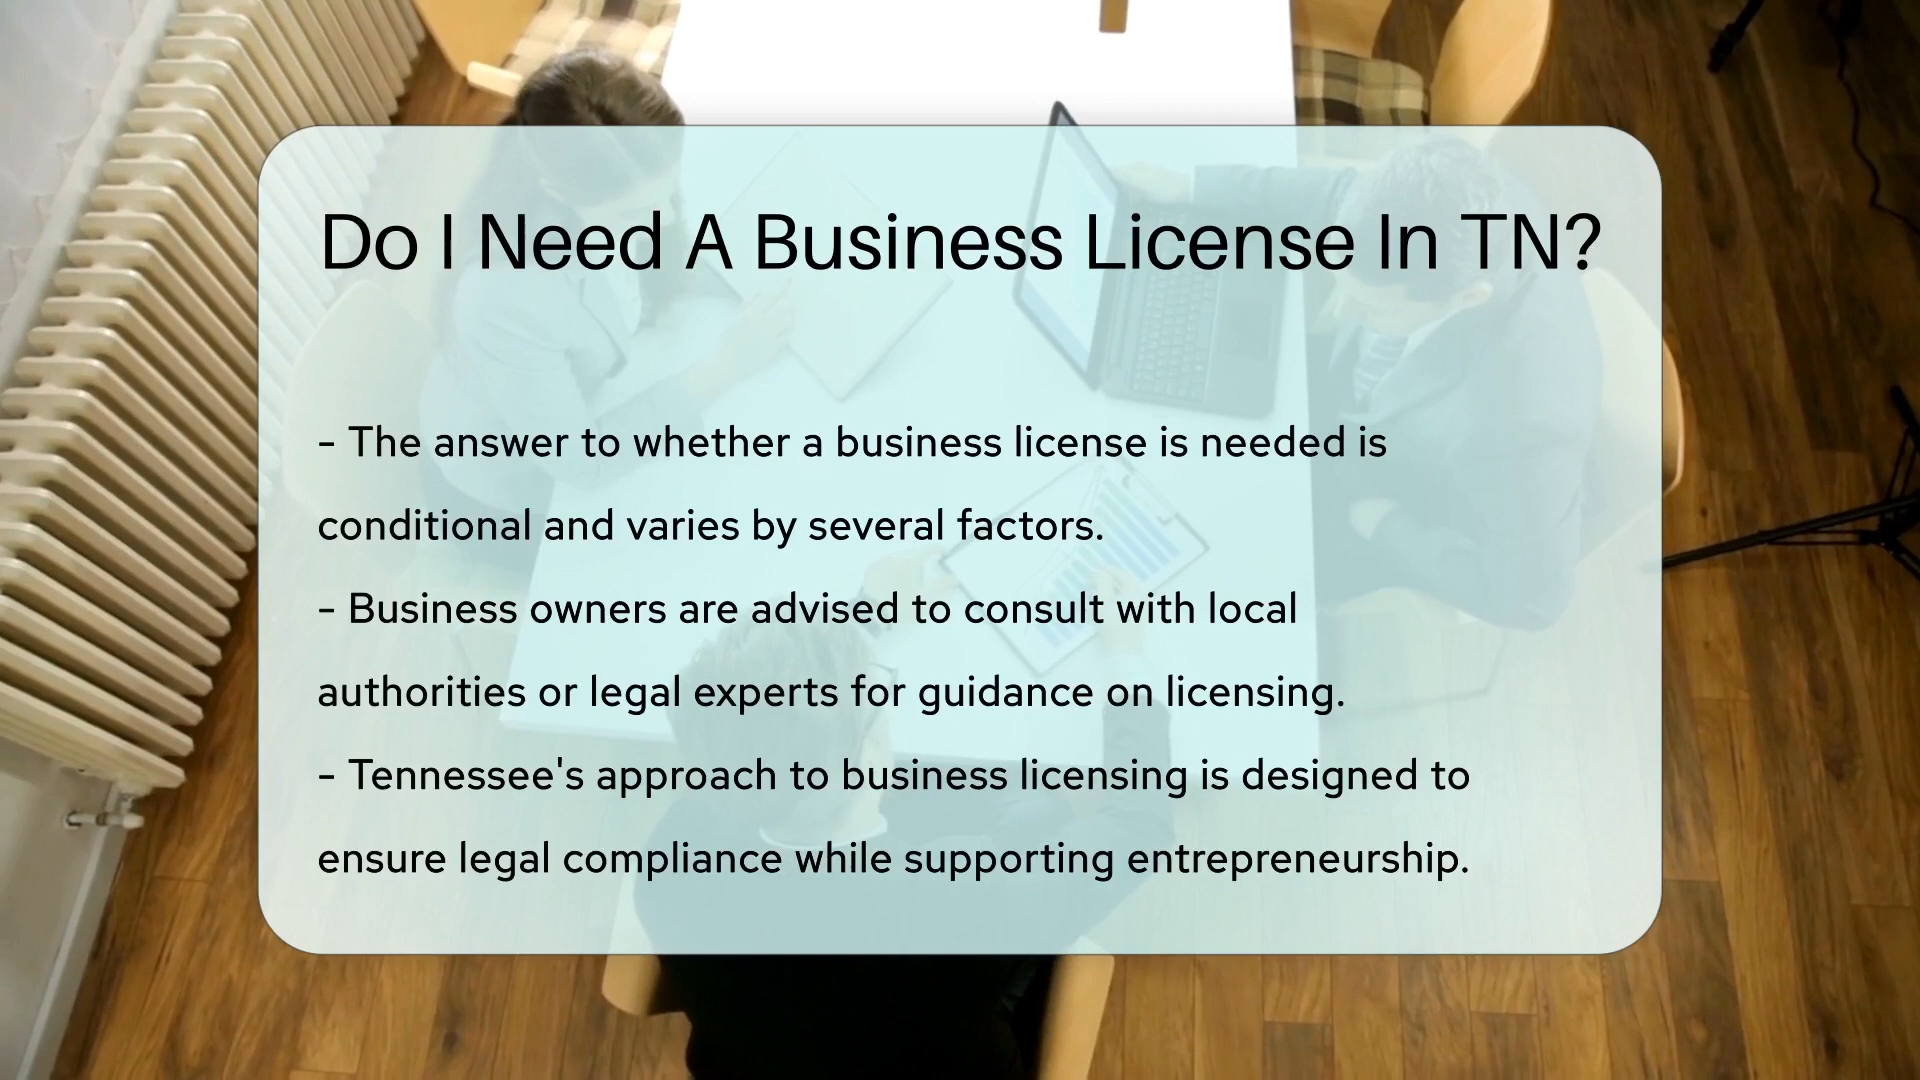 Do I Need A Business License In TN?
- The answer to whether a business license is needed is
conditional and varies by several factors.
- Business owners are advised to consult with local
authorities or legal experts for guidance on licensing.
- Tennessee's approach to business licensing is designed to
ensure legal compliance while supporting entrepreneurship.